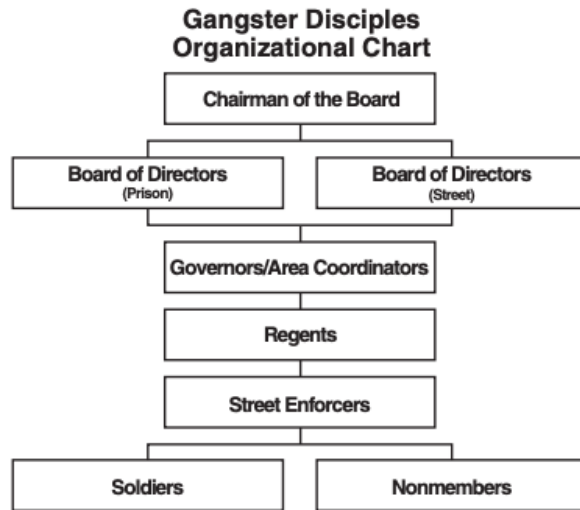 Gangster Disciples
Organizational Chart
Chairman of the Board
Board of Directors
(Prison)
Board of Directors
(Street)
Governors/Area Coordinators
Regents
Street Enforcers
Soldiers
Nonmembers